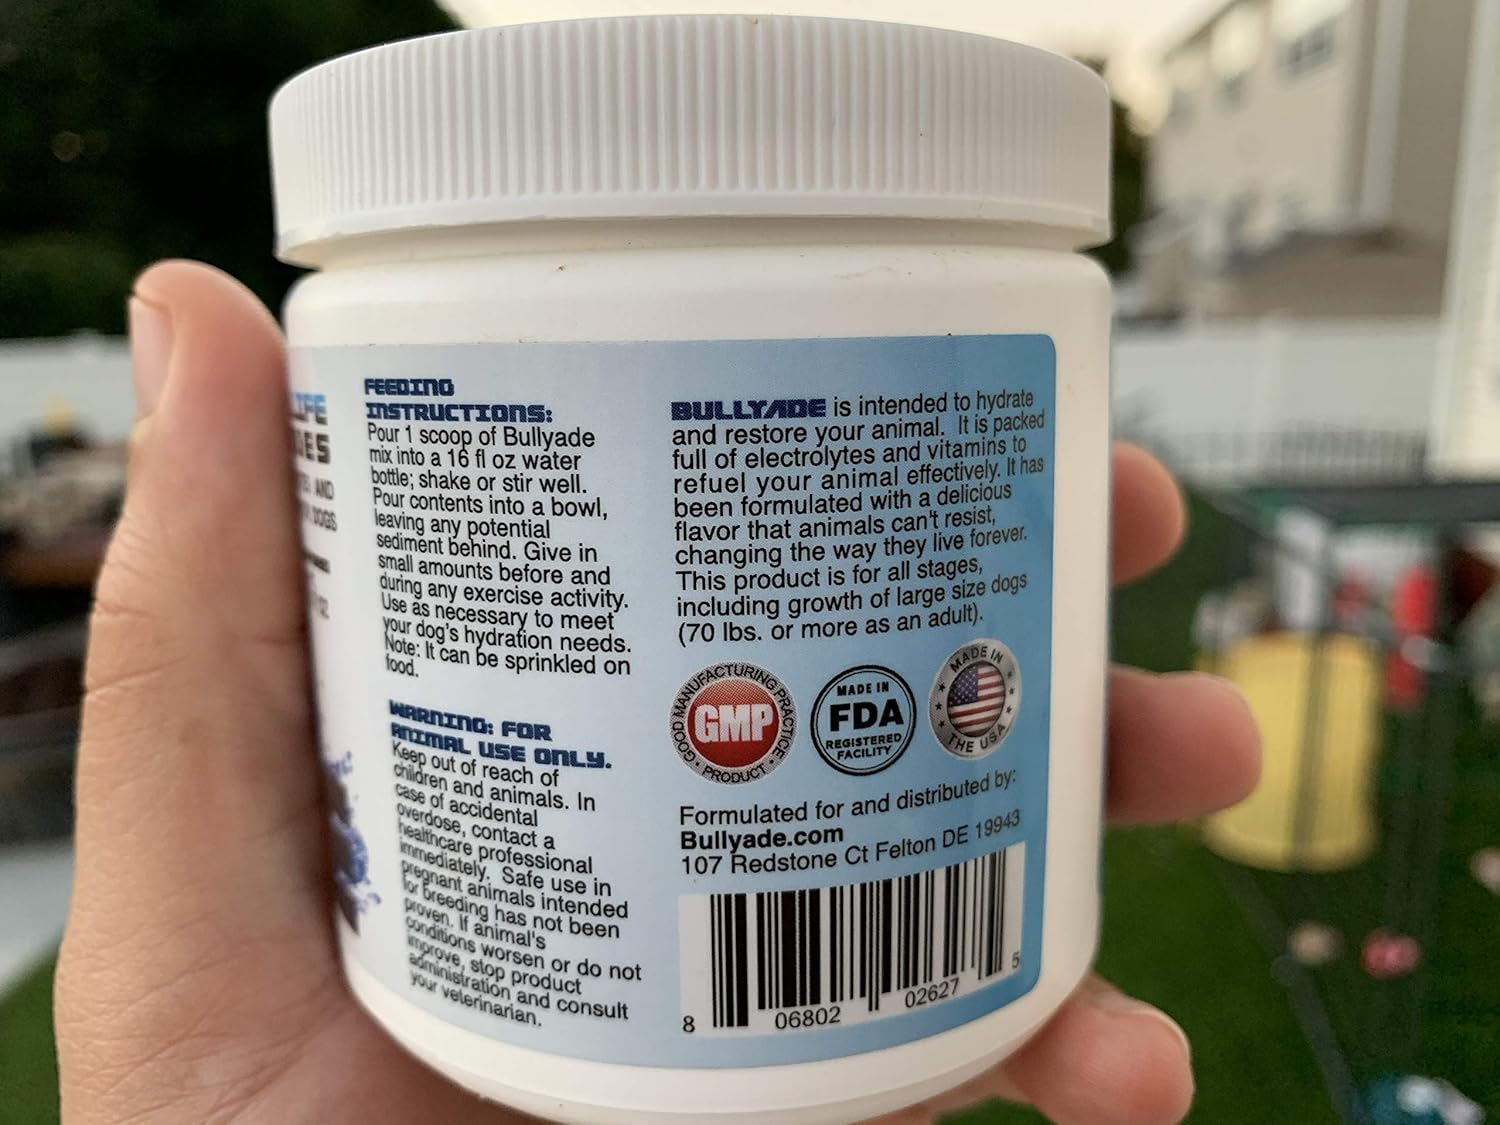 FEEDING
INSTRUCTIONS:
Pour 1 scoop of Bullyade
mix into a 16 fl oz water
bottle; shake or stir well.
Pour contents into a bowl,
leaving any potential
sediment behind. Give in
small amounts before and
during any exercise activity.
Use as necessary to meet
your dog's hydration needs.
Note: It can be sprinkled on
food.
WARNING: FOR
ANIMAL USE ONLY.
Keep out of reach of
children and animals. In
case of accidental
overdose, contact a
healthcare professional
immediately. Safe use in
pregnant animals intended
for breeding has not been
proven. If animal's
conditions worsen or do not
improve, stop product
administration and consult
your veterinarian.
BULLYADE is intended to hydrate
and restore your animal. It is packed
full of electrolytes and vitamins to
refuel your animal effectively. It has
been formulated with a delicious
flavor that animals can't resist,
changing the way they live forever.
This product is for all stages,
including growth of large size dogs
(70 lbs. or more as an adult).
GOOD MANUFACTURING PRACTICE
GMP
PRODUCT
MADE IN
FDA
REGISTERED
FACILITY
MADE IN
THE USA
Formulated for and distributed by:
Bullyade.com
107 Redstone Ct Felton DE 19943
8 06802 02627 5
AND
DOGS